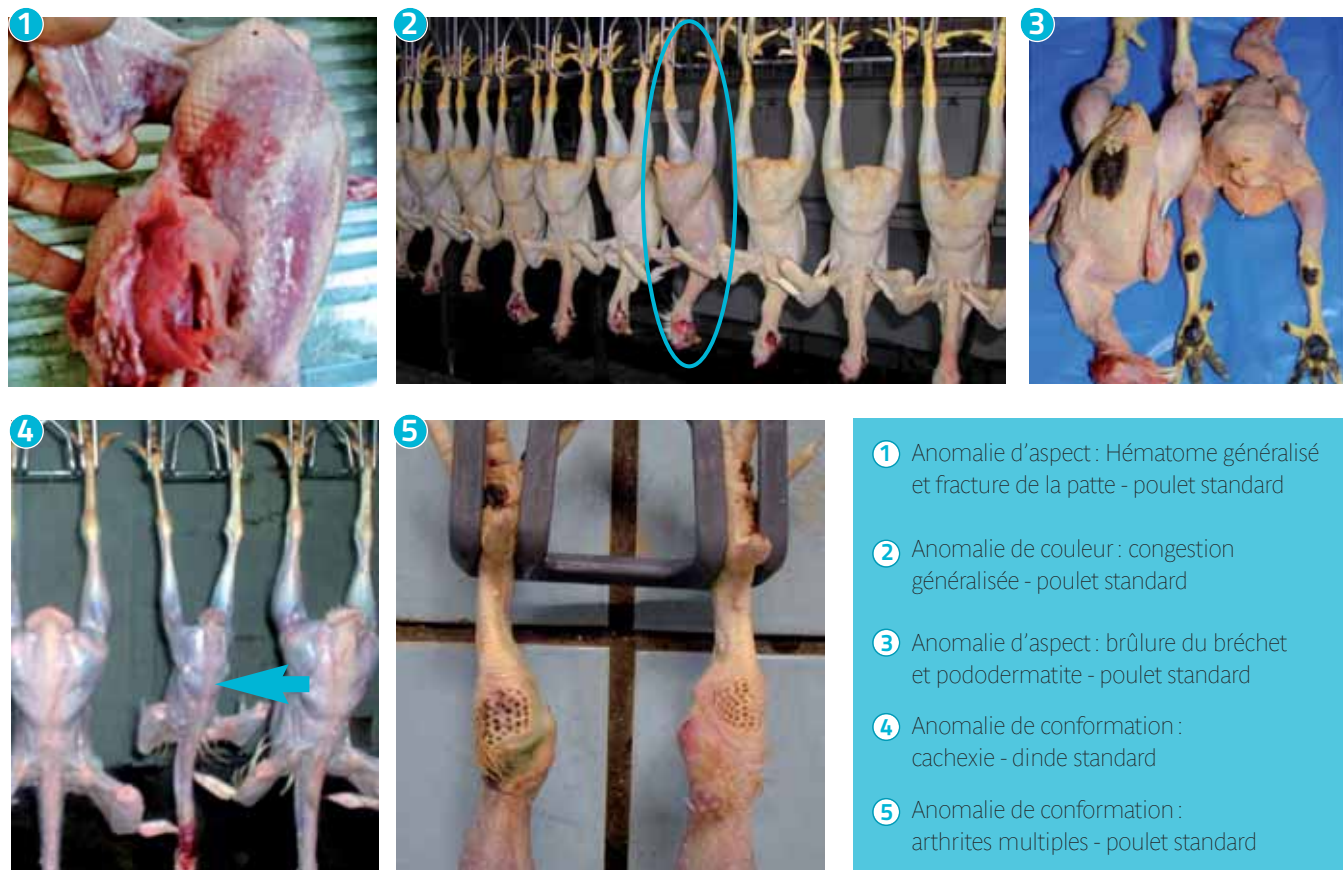 1
2
3
4
5
1 Anomalie d'aspect : Hématome généralisé
et fracture de la patte - poulet standard
2 Anomalie de couleur : congestion
généralisée - poulet standard
3 Anomalie d'aspect : brûlure du bréchet
et pododermatite - poulet standard
4 Anomalie de conformation :
cachexie - dinde standard
5 Anomalie de conformation :
arthrites multiples - poulet standard